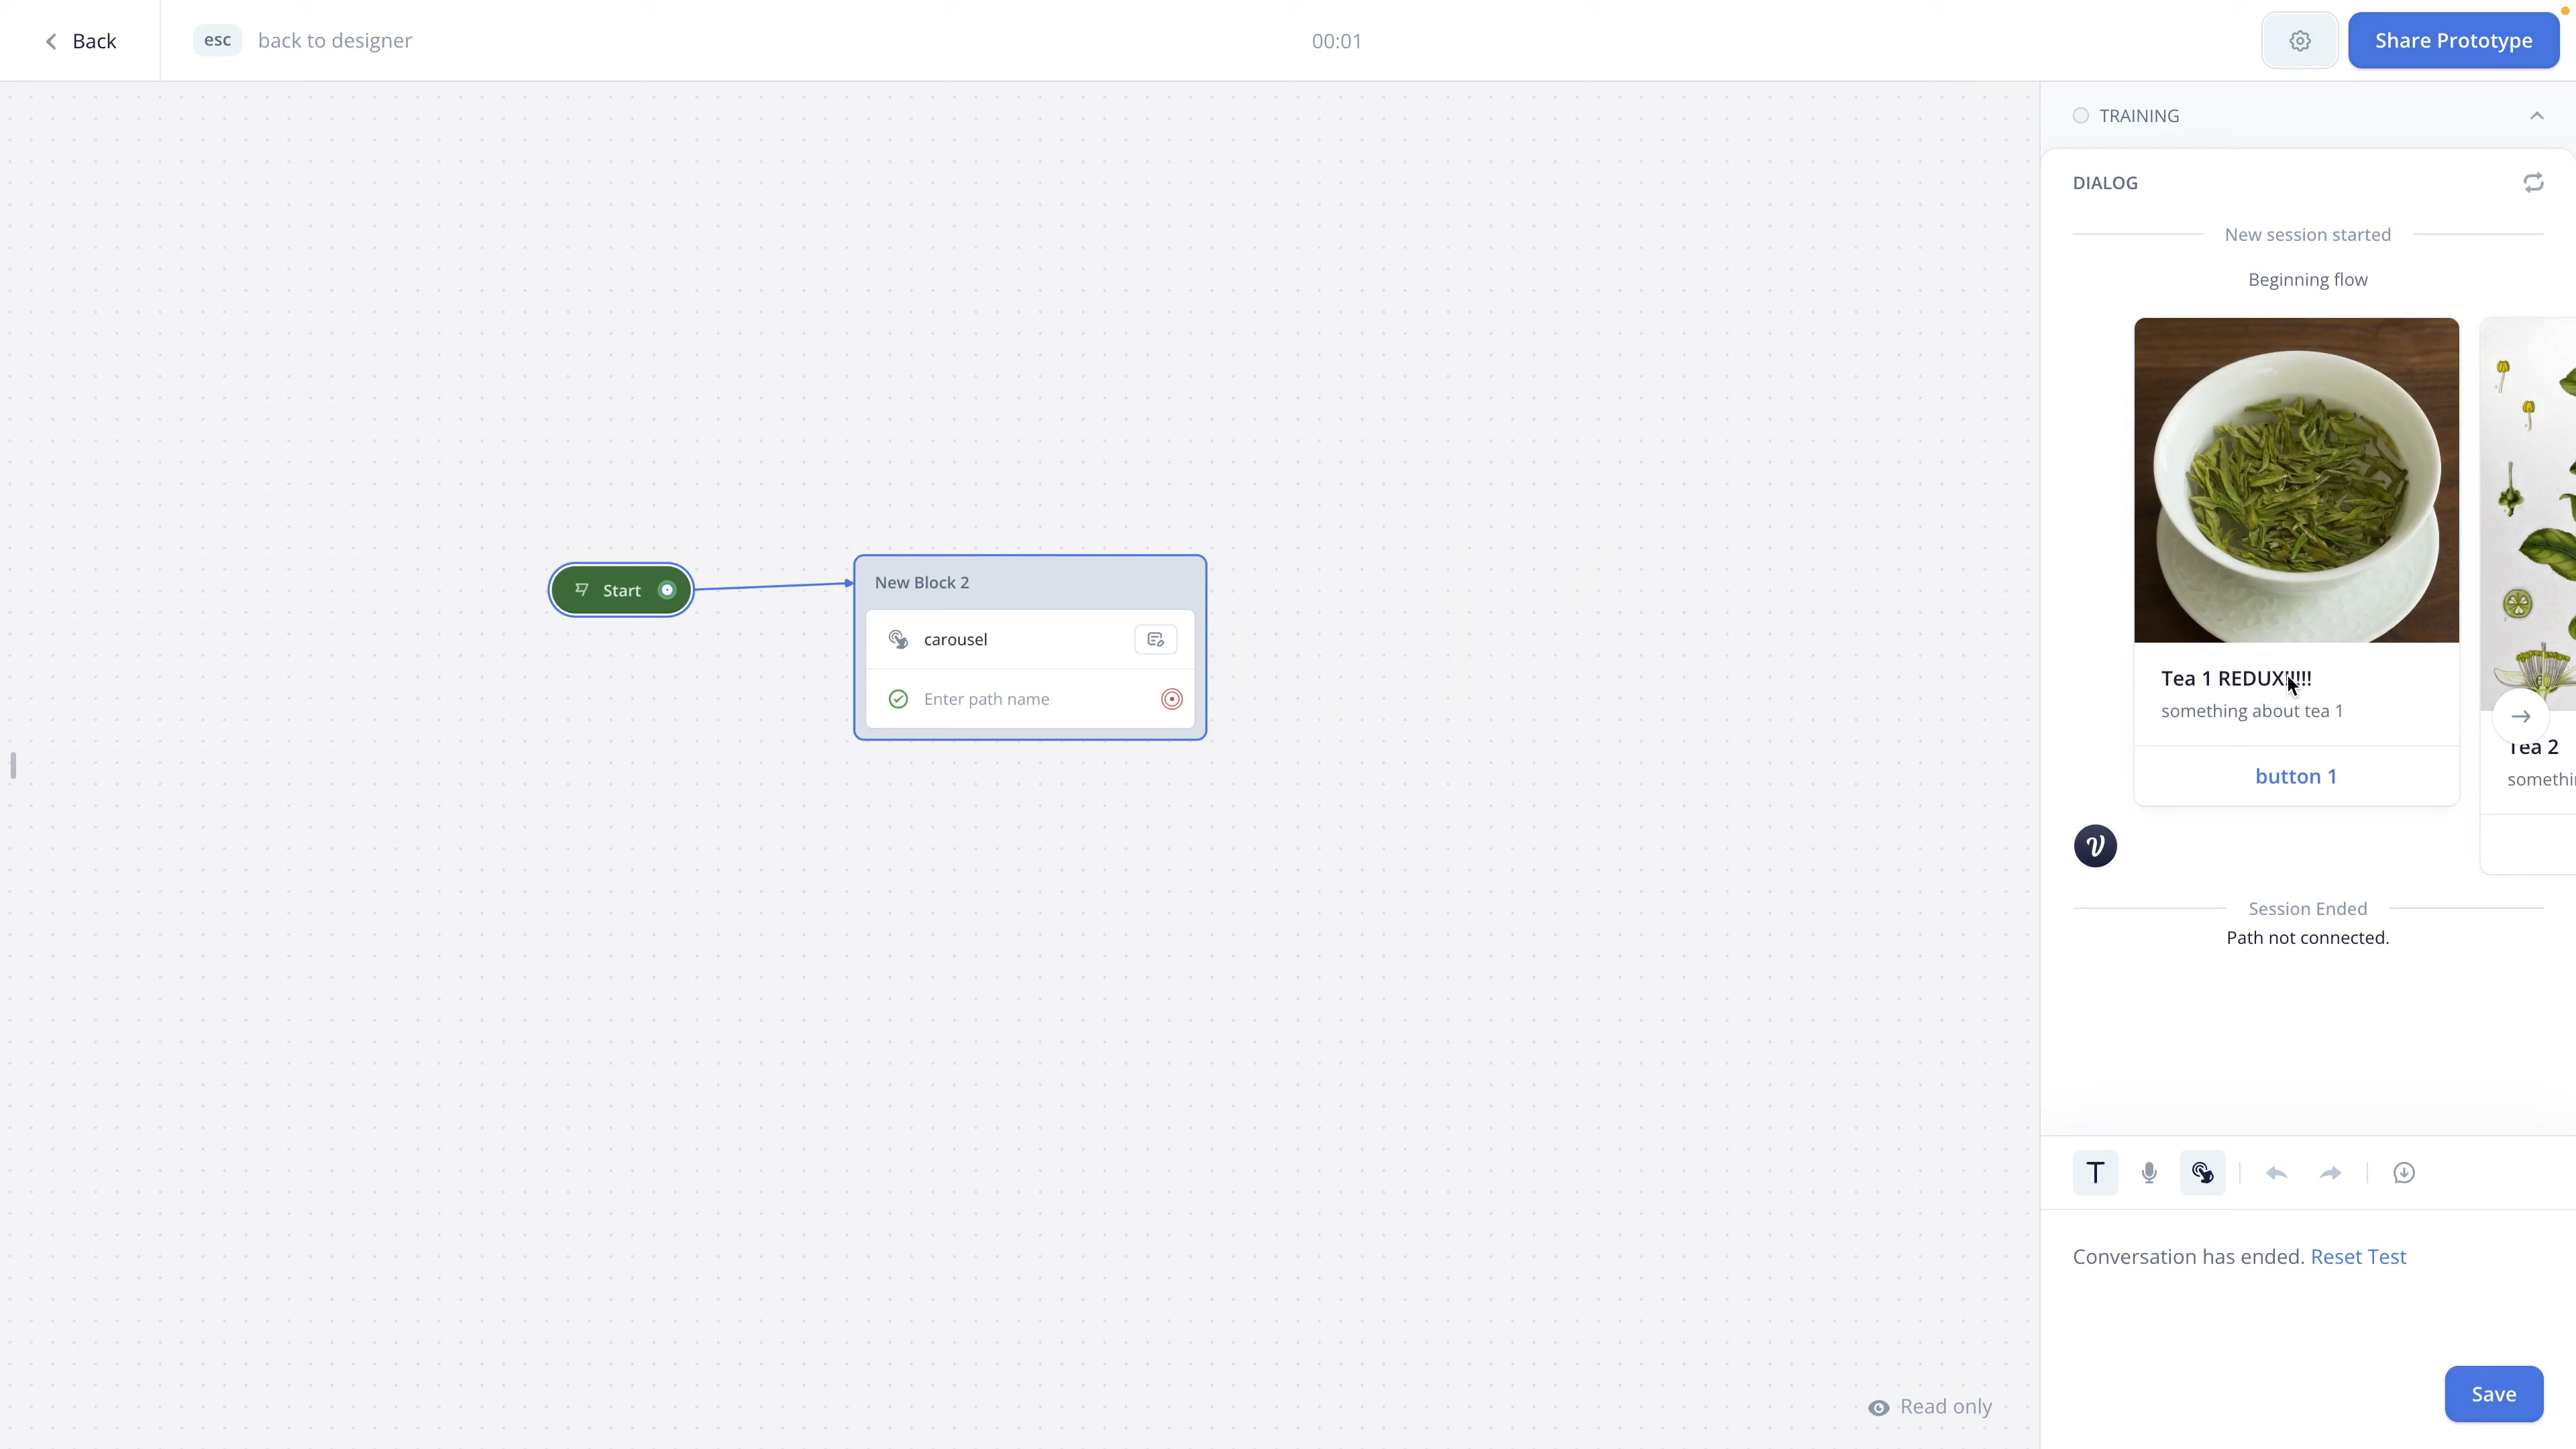 Back
esc back to designer
00:01
Share Prototype
TRAINING
DIALOG
New session started
Beginning flow
Start
New Block 2
carousel
Enter path name
Tea 1 REDUX!!!!!
something about tea 1
button 1
Tea 2
Session Ended
Path not connected.
T
Conversation has ended. Reset Test
Read only
Save